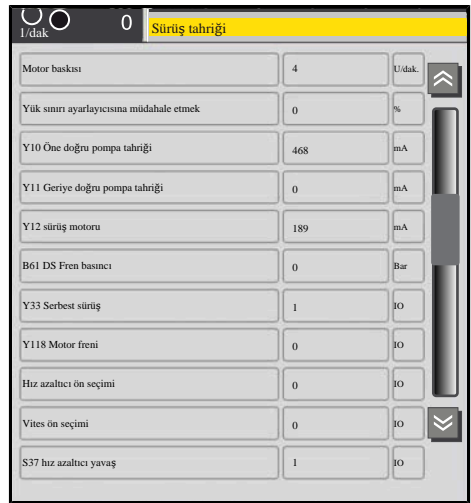 1/dak
0
Sürüş tahriği
Motor baskısı 4 U/dak.
Yük sınırı ayarlayıcısına müdahale etmek 0 %
Y10 Öne doğru pompa tahriği 468 mA
Y11 Geriye doğru pompa tahriği 0 mA
Y12 sürüş motoru 189 mA
B61 DS Fren basıncı 0 Bar
Y33 Serbest sürüş 1 IO
Y118 Motor freni 0 IO
Hız azaltıcı ön seçimi 0 IO
Vites ön seçimi 0 IO
S37 hız azaltıcı yavaş 1 IO